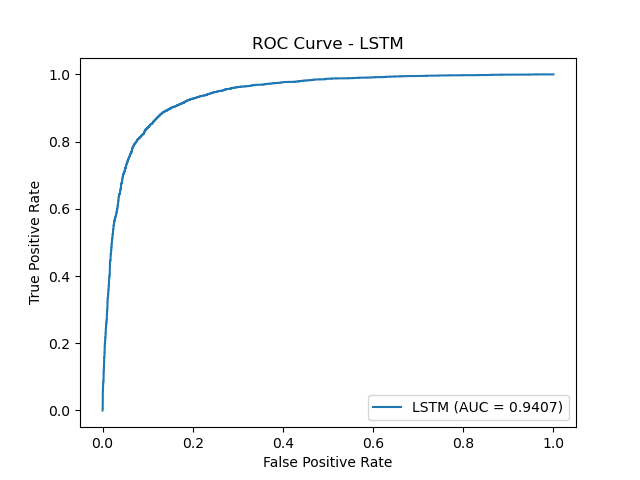 ROC Curve - LSTM
True Positive Rate
1.0
0.8
0.6
0.4
0.2
0.0
LSTM (AUC = 0.9407)
0.0 0.2 0.4 0.6 0.8 1.0
False Positive Rate